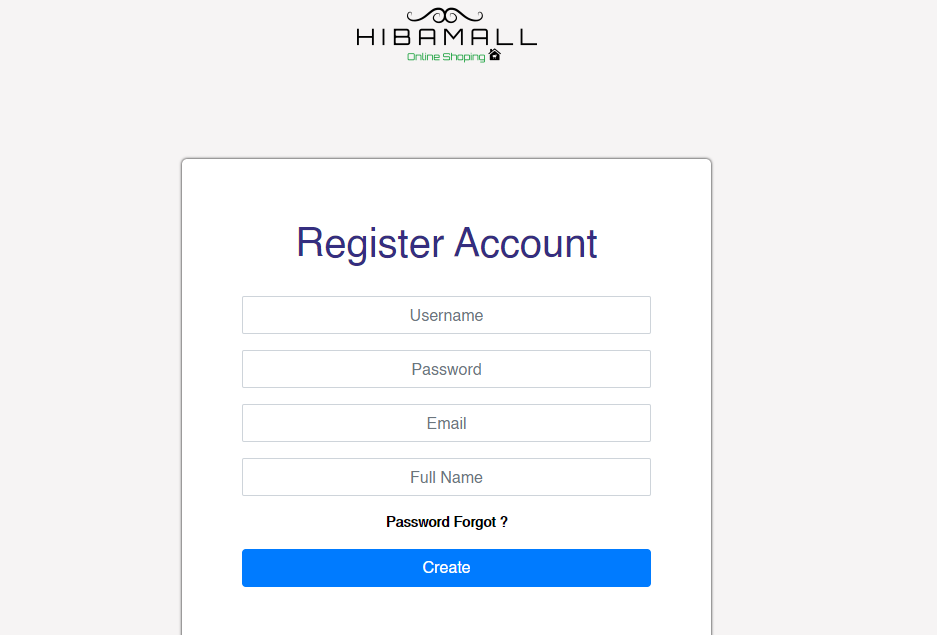 HIBAMALL
Online Shoping
Register Account
Username
Password
Email
Full Name
Password Forgot ?
Create